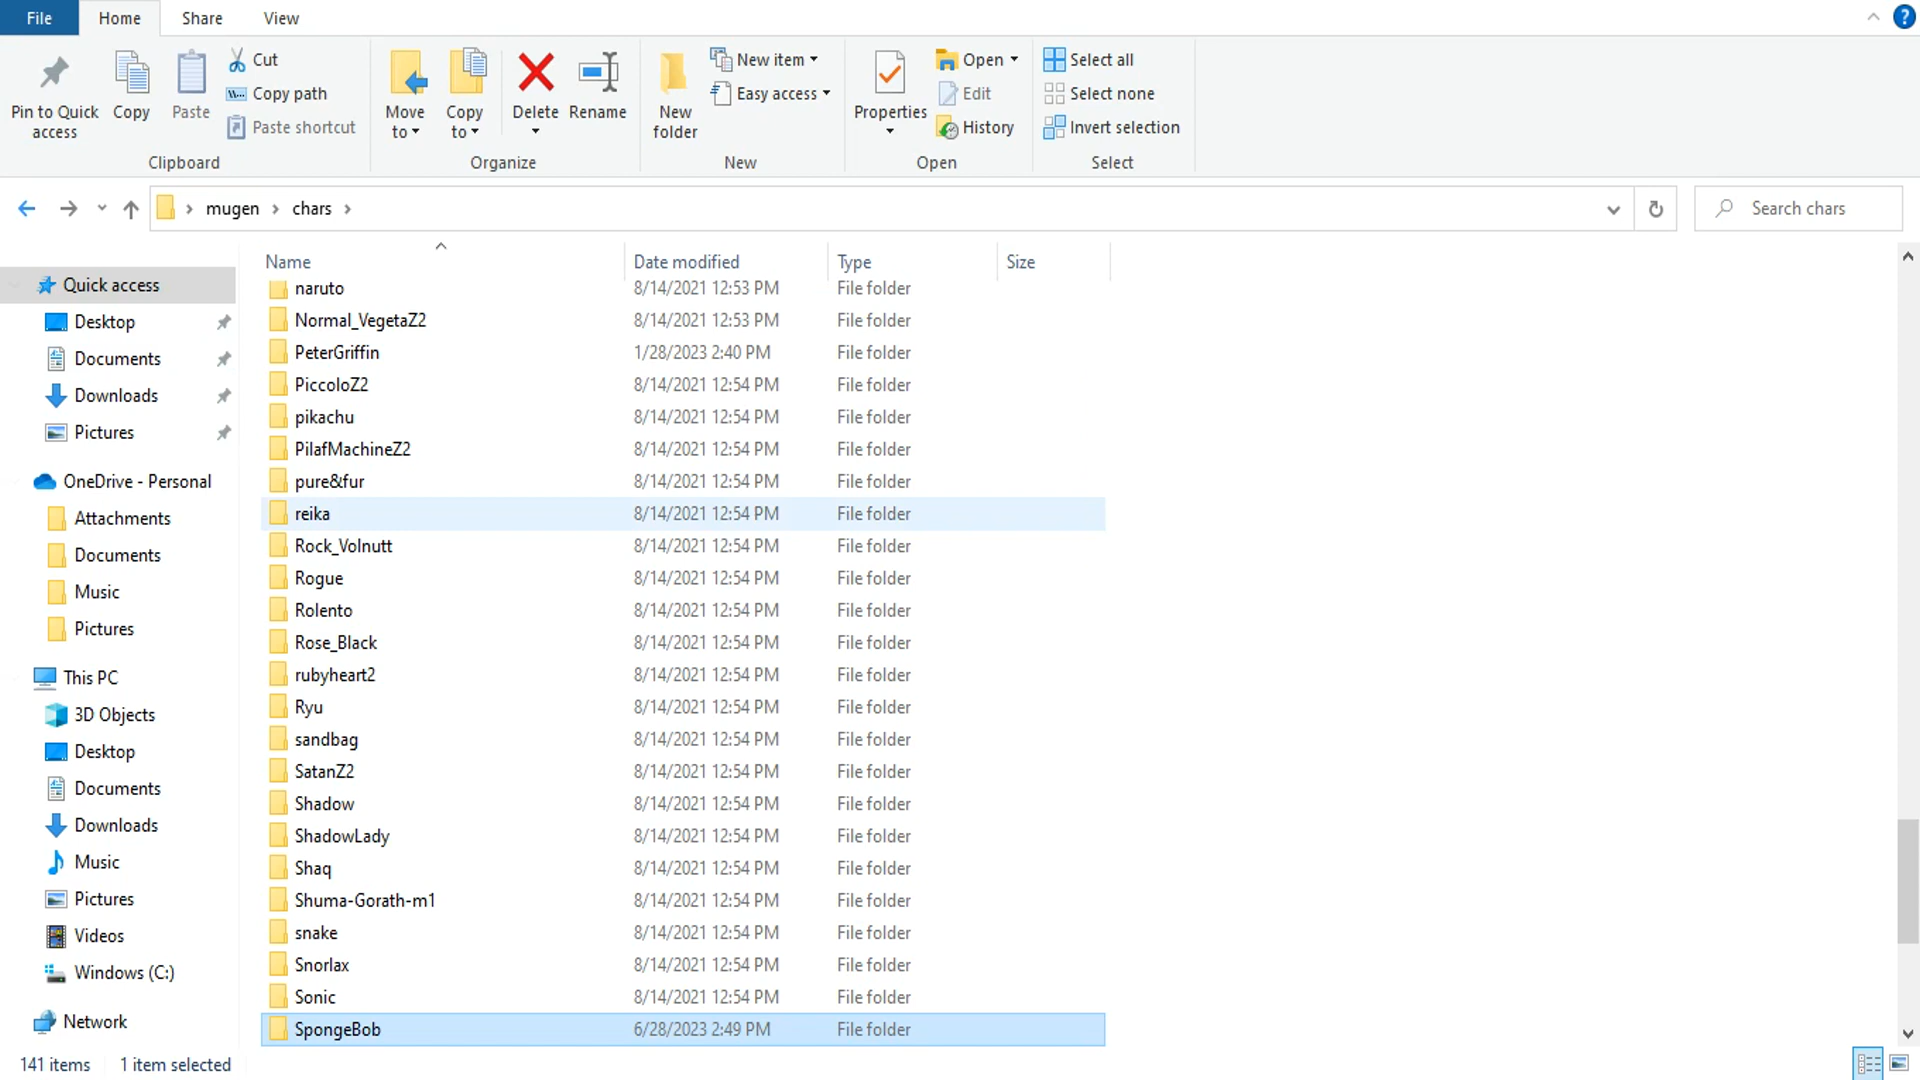 File Home Share View
Pin to Quick access
Copy
Paste
Cut
Copy path
Paste shortcut
Clipboard
Move to
Copy to
Delete
Rename
Organize
New folder
New item
Easy access
New
Properties
Open
Edit
History
Open
Select all
Select none
Invert selection
Select
mugen chars
Search chars
Quick access
Desktop
Documents
Downloads
Pictures
OneDrive - Personal
Attachments
Documents
Music
Pictures
This PC
3D Objects
Desktop
Documents
Downloads
Music
Pictures
Videos
Windows (C:)
Network
Name Date modified Type Size
naruto 8/14/2021 12:53 PM File folder
Normal_VegetaZ2 8/14/2021 12:53 PM File folder
PeterGriffin 1/28/2023 2:40 PM File folder
PiccoloZ2 8/14/2021 12:54 PM File folder
pikachu 8/14/2021 12:54 PM File folder
PilafMachineZ2 8/14/2021 12:54 PM File folder
pure&fur 8/14/2021 12:54 PM File folder
reika 8/14/2021 12:54 PM File folder
Rock_Volnutt 8/14/2021 12:54 PM File folder
Rogue 8/14/2021 12:54 PM File folder
Rolento 8/14/2021 12:54 PM File folder
Rose_Black 8/14/2021 12:54 PM File folder
rubyheart2 8/14/2021 12:54 PM File folder
Ryu 8/14/2021 12:54 PM File folder
sandbag 8/14/2021 12:54 PM File folder
SatanZ2 8/14/2021 12:54 PM File folder
Shadow 8/14/2021 12:54 PM File folder
ShadowLady 8/14/2021 12:54 PM File folder
Shaq 8/14/2021 12:54 PM File folder
Shuma-Gorath-m1 8/14/2021 12:54 PM File folder
snake 8/14/2021 12:54 PM File folder
Snorlax 8/14/2021 12:54 PM File folder
Sonic 8/14/2021 12:54 PM File folder
SpongeBob 6/28/2023 2:49 PM File folder
141 items 1 item selected